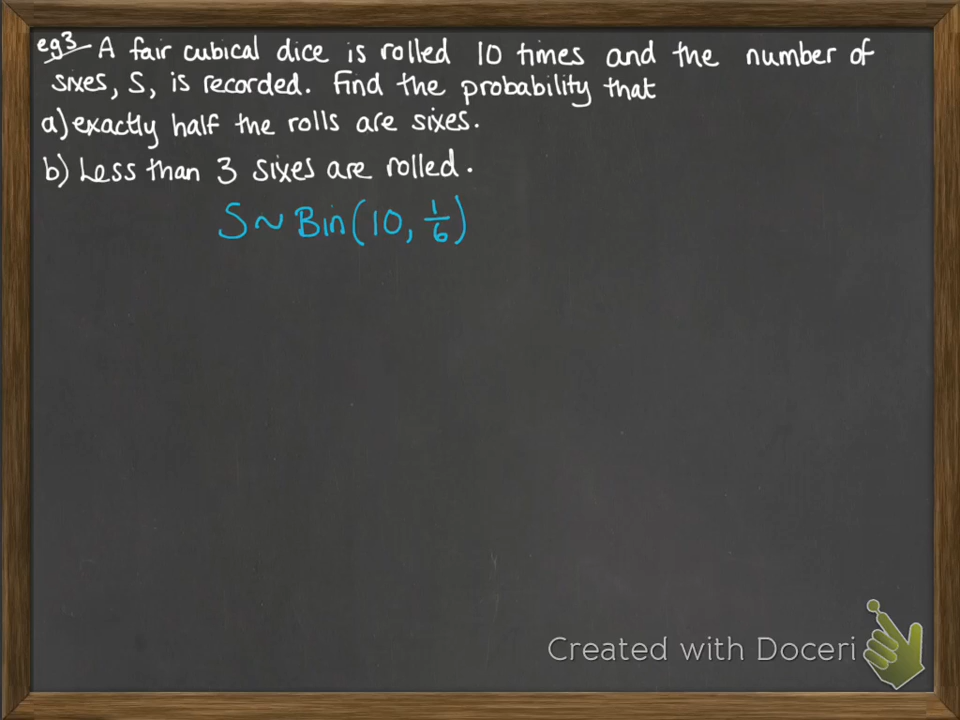 eg3 A fair cubical dice is rolled 10 times and the number of
sixes, S, is recorded. Find the probability that
a) exactly half the rolls are sixes.
b) Less than 3 sixes are rolled.
S ~ Bin(10, 1/6)
Created with Doceri